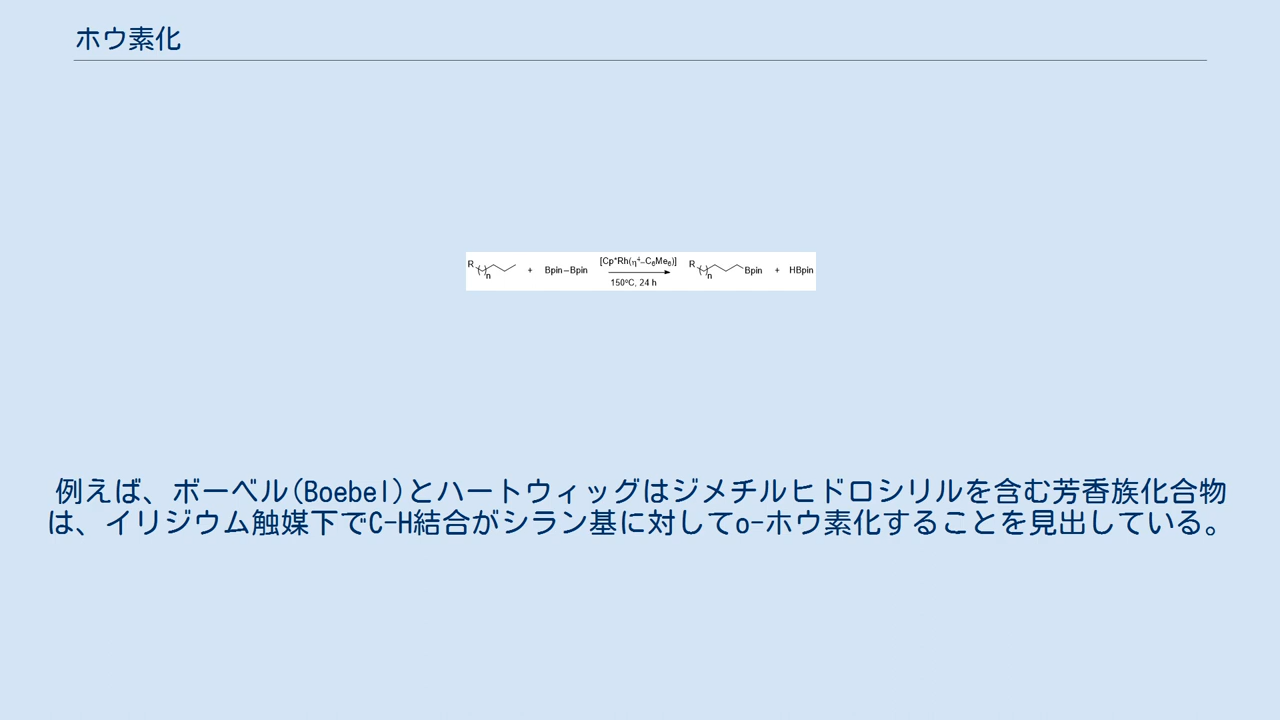 ホウ素化
R n + Bpin–Bpin [Cp*Rh(η⁴–C₆Me₆)] 150°C, 24 h R n Bpin + HBpin
例えば、ボーベル(Boebel)とハートウィッグはジメチルヒドロシリルを含む芳香族化合物
は、イリジウム触媒下でC-H結合がシラン基に対してo-ホウ素化することを見出している。